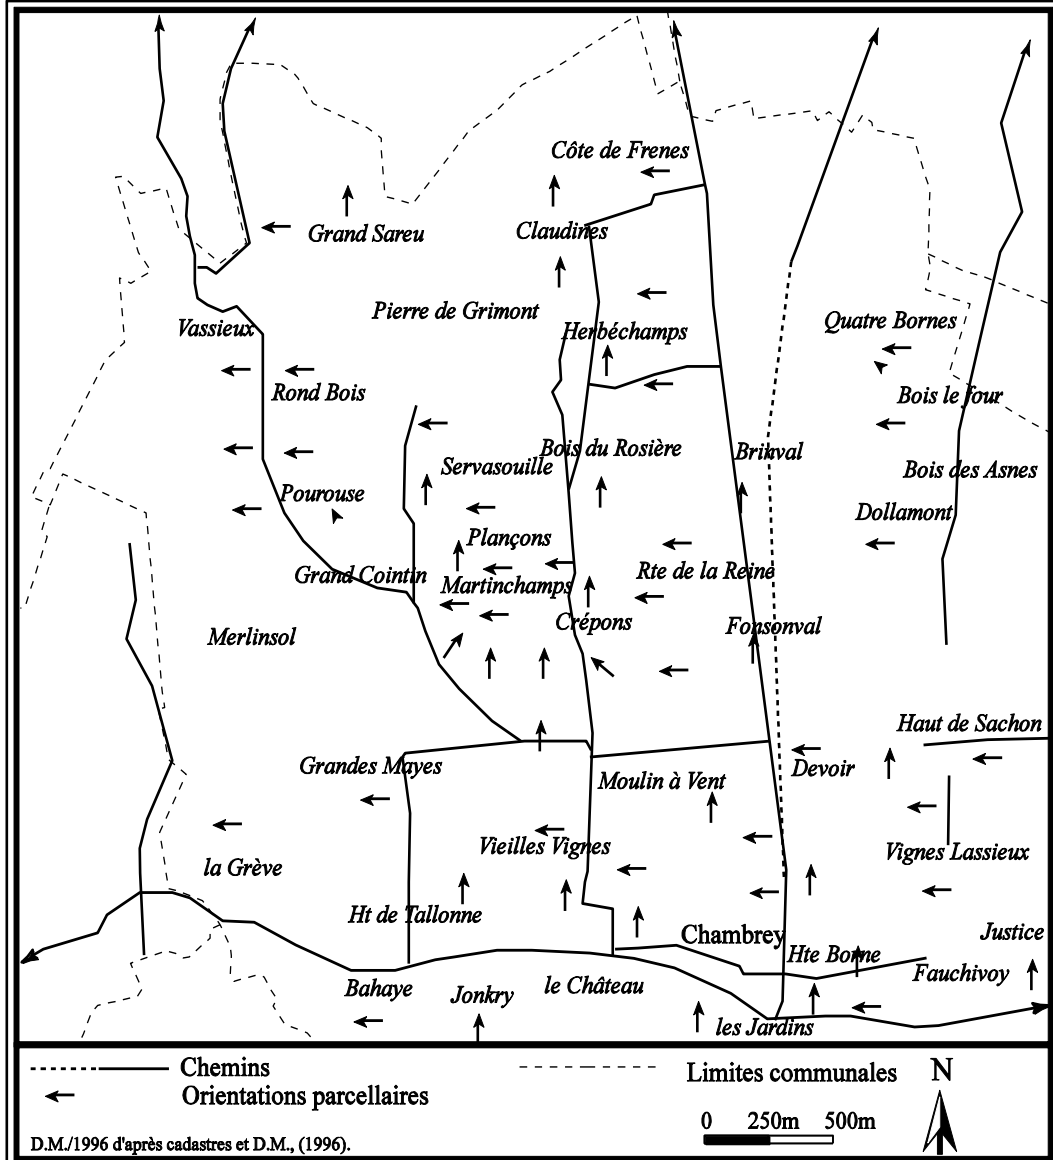 Côte de Frenes
Grand Sareu
Claudines
Pierre de Grimont
Vassieux
Herbéchamps
Quatre Bornes
Rond Bois
Bois le four
Bois du Rosière
Brinval
Servasouille
Bois des Asnes
Pourouse
Dollamont
Plançons
Grand Cointin
Martinchamps
Rte de la Reine
Crépons
Fonsonval
Merlinsol
Haut de Sachon
Grandes Mayes
Devoir
Moulin à Vent
Vieilles Vignes
Vignes Lassieux
la Grève
Ht de Tallonne
Chambrey
Justice
Hte Borne
Fauchivoy
Bahaye
Jonkry
le Château
les Jardins
Chemins
Limites communales
N
Orientations parcellaires
0 250m 500m
D.M./1996 d'après cadastres et D.M., (1996).